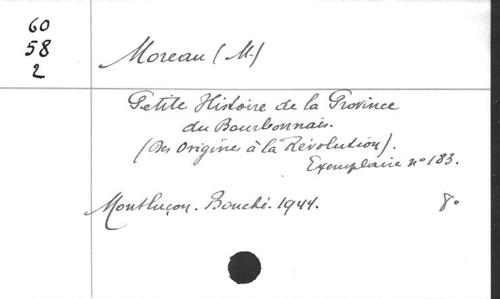 60
58
2
Moreau (M-)
Petite Histoire de la Province
du Bourbonnais.
(Des Origines à la Révolution).
Exemplaire n° 183.
Montluçon. Bouché. 1944.
8°